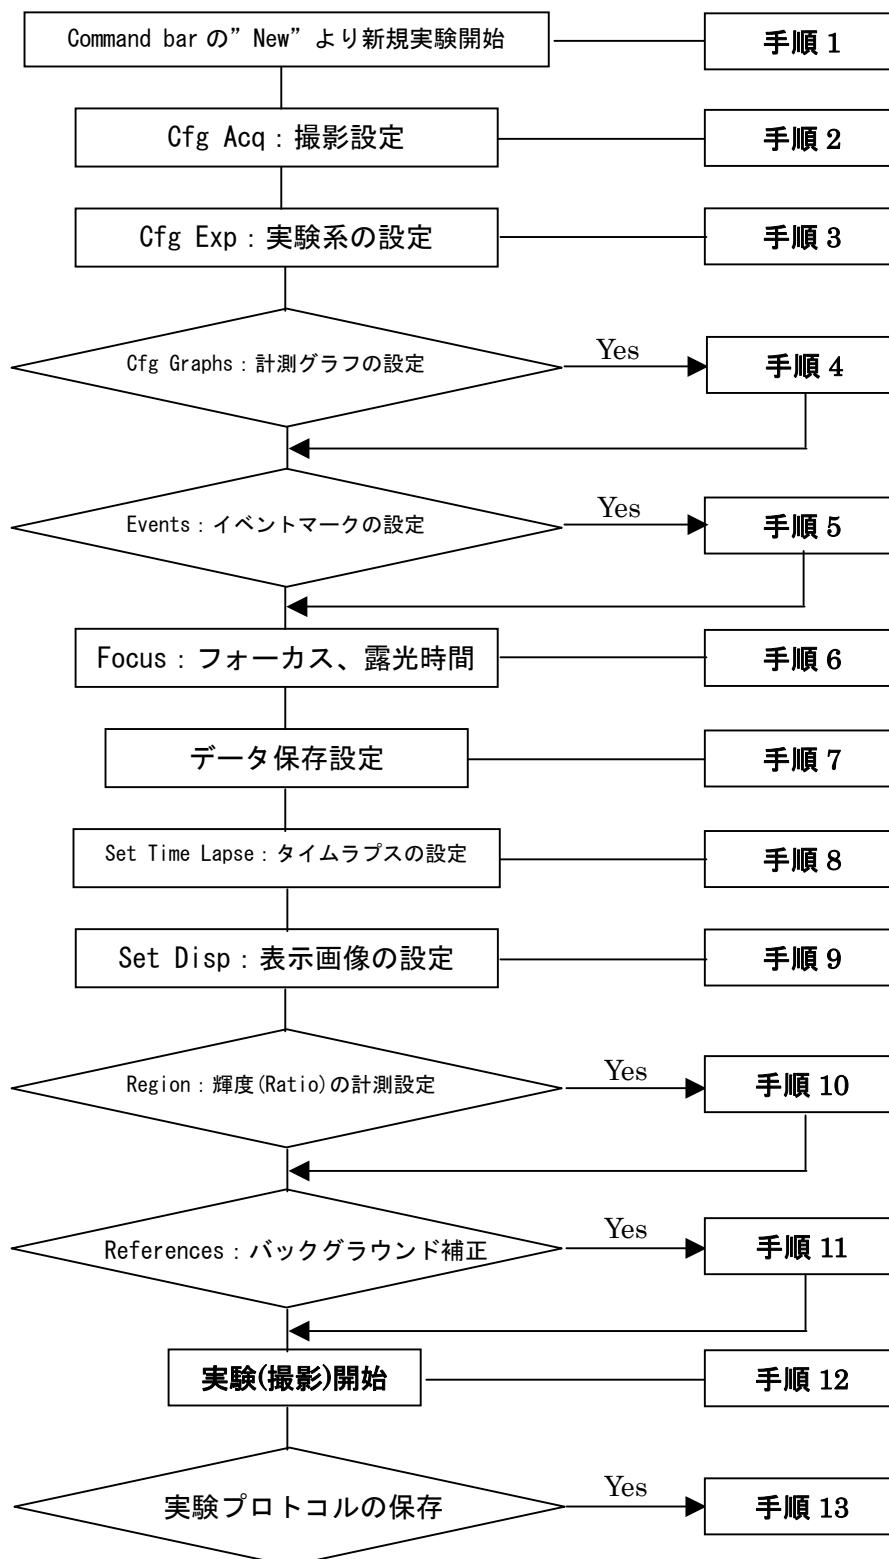 Command bar の”New”より新規実験開始
手順 1
Cfg Acq：撮影設定
手順 2
Cfg Exp：実験系の設定
手順 3
Cfg Graphs：計測グラフの設定
Yes
手順 4
Events：イベントマークの設定
Yes
手順 5
Focus：フォーカス、露光時間
手順 6
データ保存設定
手順 7
Set Time Lapse：タイムラプスの設定
手順 8
Set Disp：表示画像の設定
手順 9
Region：輝度(Ratio)の計測設定
Yes
手順 10
References：バックグラウンド補正
Yes
手順 11
実験(撮影)開始
手順 12
実験プロトコルの保存
Yes
手順 13